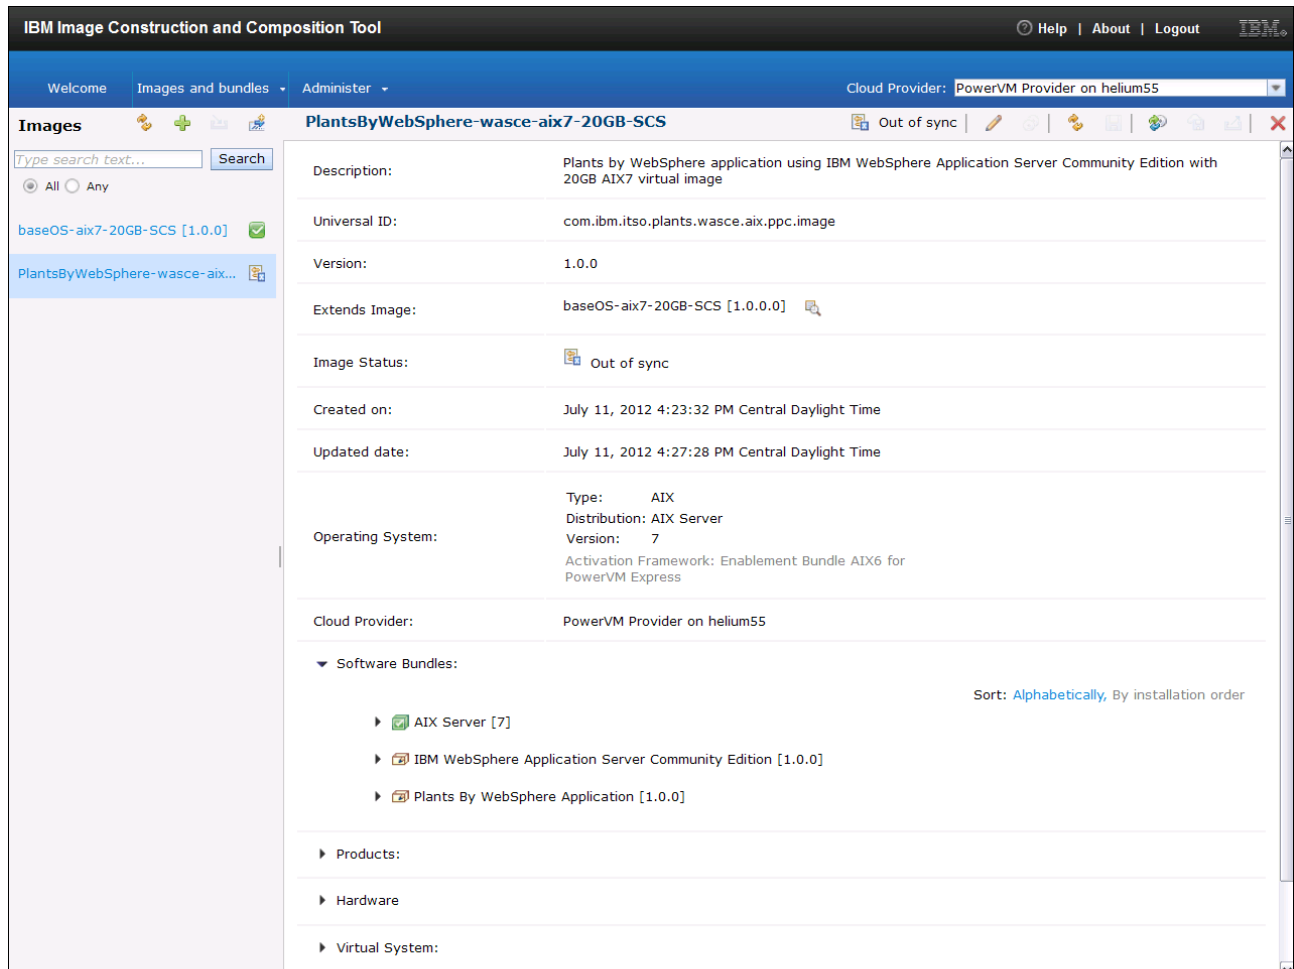 IBM Image Construction and Composition Tool
Help | About | Logout
IBM
Welcome
Images and bundles
Administer
Cloud Provider: PowerVM Provider on helium55
Images
PlantsByWebSphere-wasce-aix7-20GB-SCS
Out of sync
Type search text...
Search
All
Any
baseOS-aix7-20GB-SCS [1.0.0]
PlantsByWebSphere-wasce-aix...
Description:
Plants by WebSphere application using IBM WebSphere Application Server Community Edition with
20GB AIX7 virtual image
Universal ID:
com.ibm.itso.plants.wasce.aix.ppc.image
Version:
1.0.0
Extends Image:
baseOS-aix7-20GB-SCS [1.0.0.0]
Image Status:
Out of sync
Created on:
July 11, 2012 4:23:32 PM Central Daylight Time
Updated date:
July 11, 2012 4:27:28 PM Central Daylight Time
Operating System:
Type: AIX
Distribution: AIX Server
Version: 7
Activation Framework: Enablement Bundle AIX6 for
PowerVM Express
Cloud Provider:
PowerVM Provider on helium55
Software Bundles:
Sort: Alphabetically, By installation order
AIX Server [7]
IBM WebSphere Application Server Community Edition [1.0.0]
Plants By WebSphere Application [1.0.0]
Products:
Hardware
Virtual System: